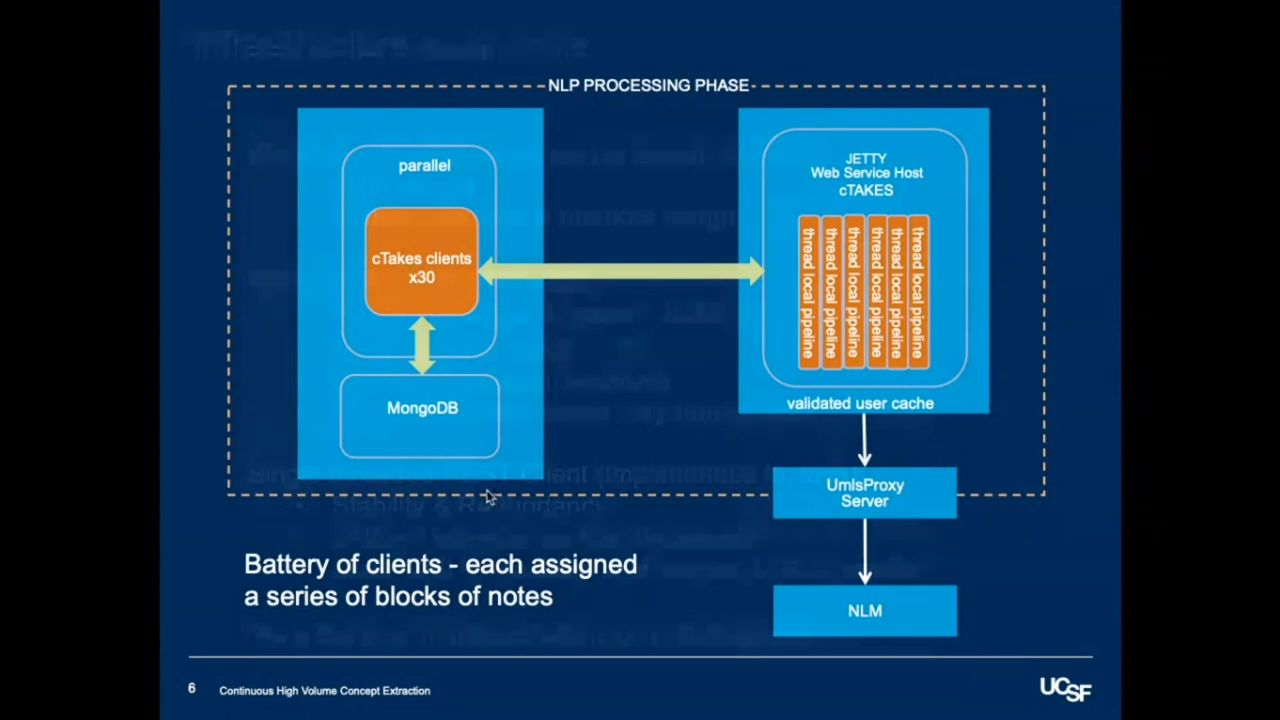 NLP PROCESSING PHASE
parallel
cTakes clients
x30
MongoDB
JETTY
Web Service Host
cTAKES
thread local pipeline
thread local pipeline
thread local pipeline
thread local pipeline
thread local pipeline
thread local pipeline
validated user cache
UmlsProxy
Server
NLM
Battery of clients - each assigned
a series of blocks of notes
6
Continuous High Volume Concept Extraction
UCSF